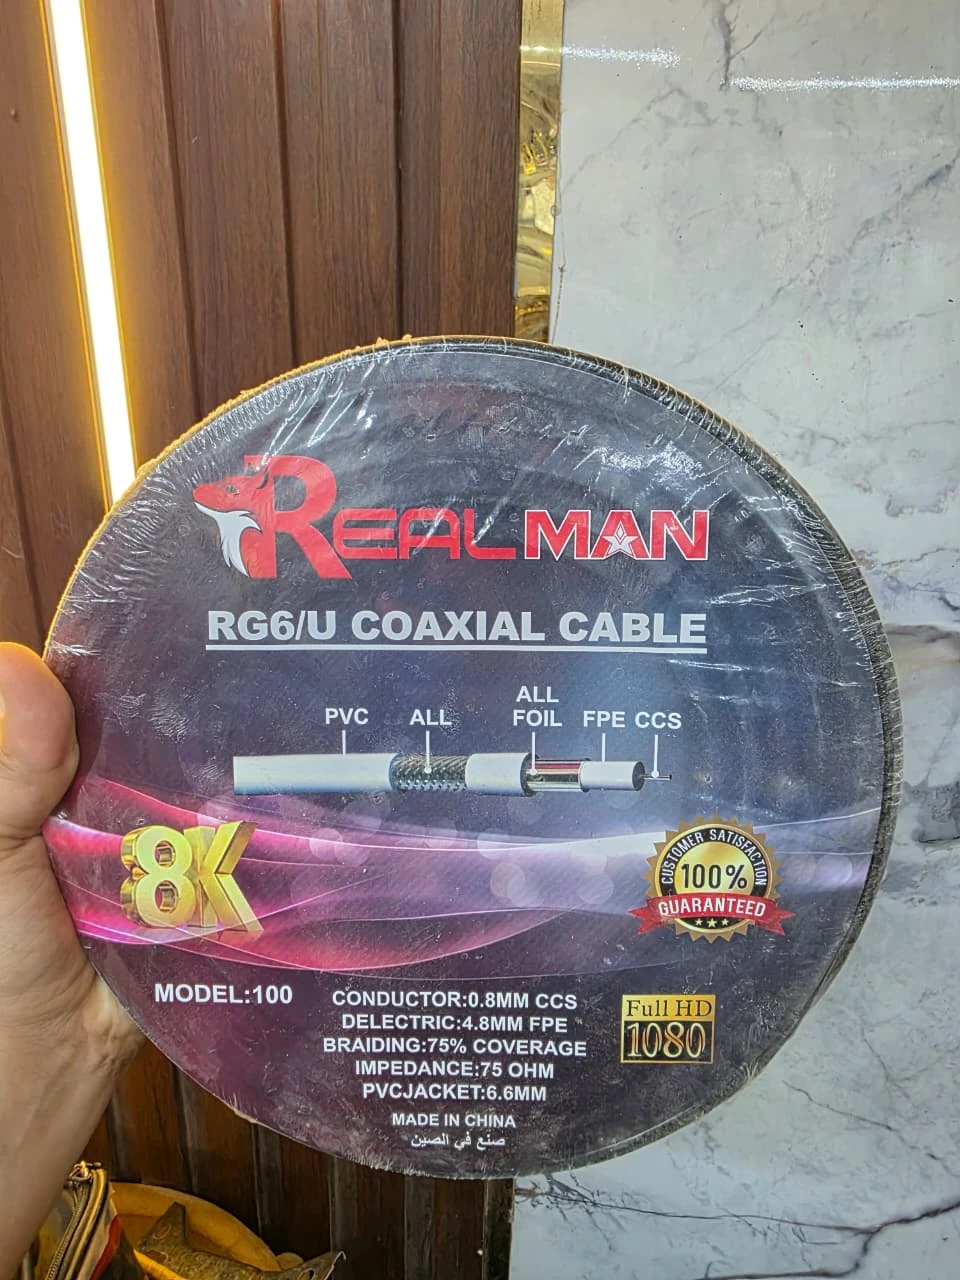 REALMAN
RG6/U COAXIAL CABLE
PVC ALL ALL FOIL FPE CCS
8K
CUSTOMER SATISFACTION
100%
GUARANTEED
MODEL:100
CONDUCTOR:0.8MM CCS
DELECTRIC:4.8MM FPE
BRAIDING:75% COVERAGE
IMPEDANCE:75 OHM
PVCJACKET:6.6MM
Full HD
1080
MADE IN CHINA
صنع في الصين